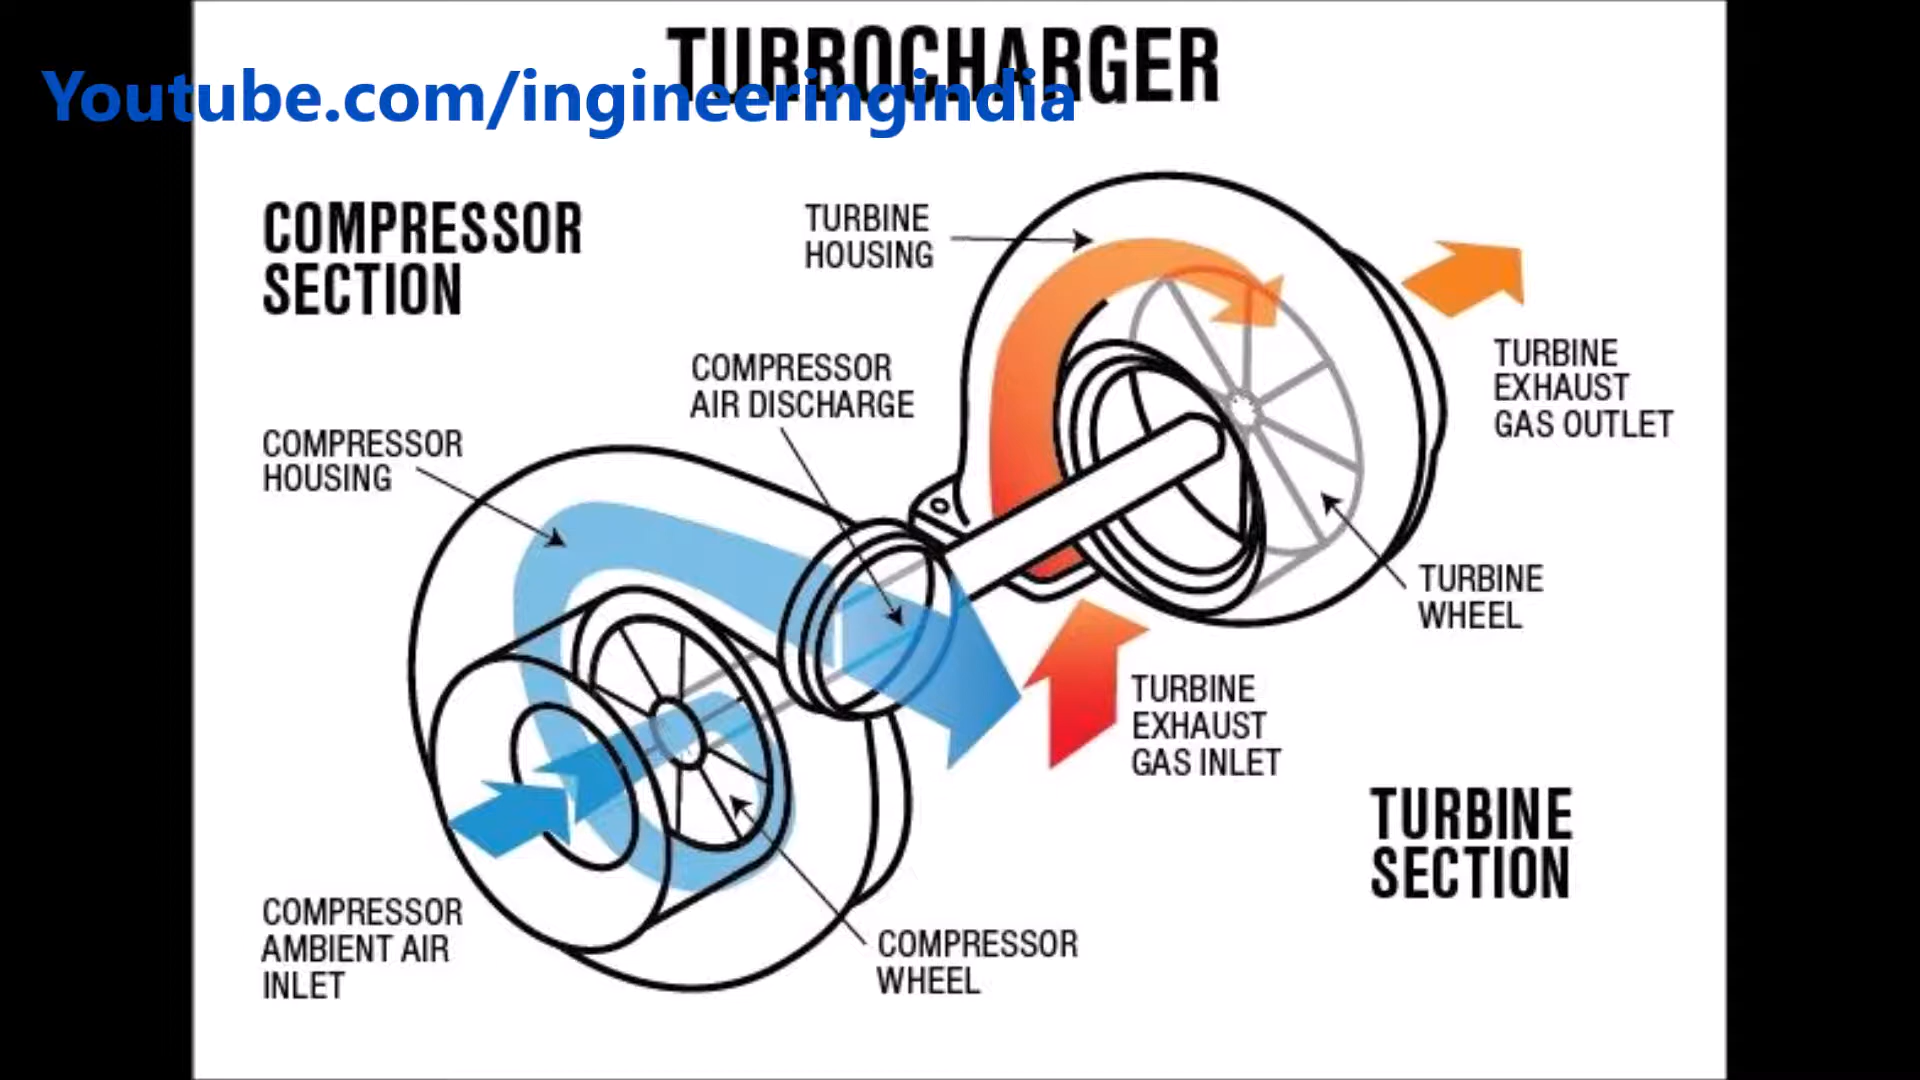 TURBOCHARGER
Youtube.com/ingineeringindia
COMPRESSOR
SECTION
TURBINE
HOUSING
COMPRESSOR
AIR DISCHARGE
COMPRESSOR
HOUSING
TURBINE
EXHAUST
GAS OUTLET
TURBINE
WHEEL
TURBINE
EXHAUST
GAS INLET
TURBINE
SECTION
COMPRESSOR
AMBIENT AIR
INLET
COMPRESSOR
WHEEL